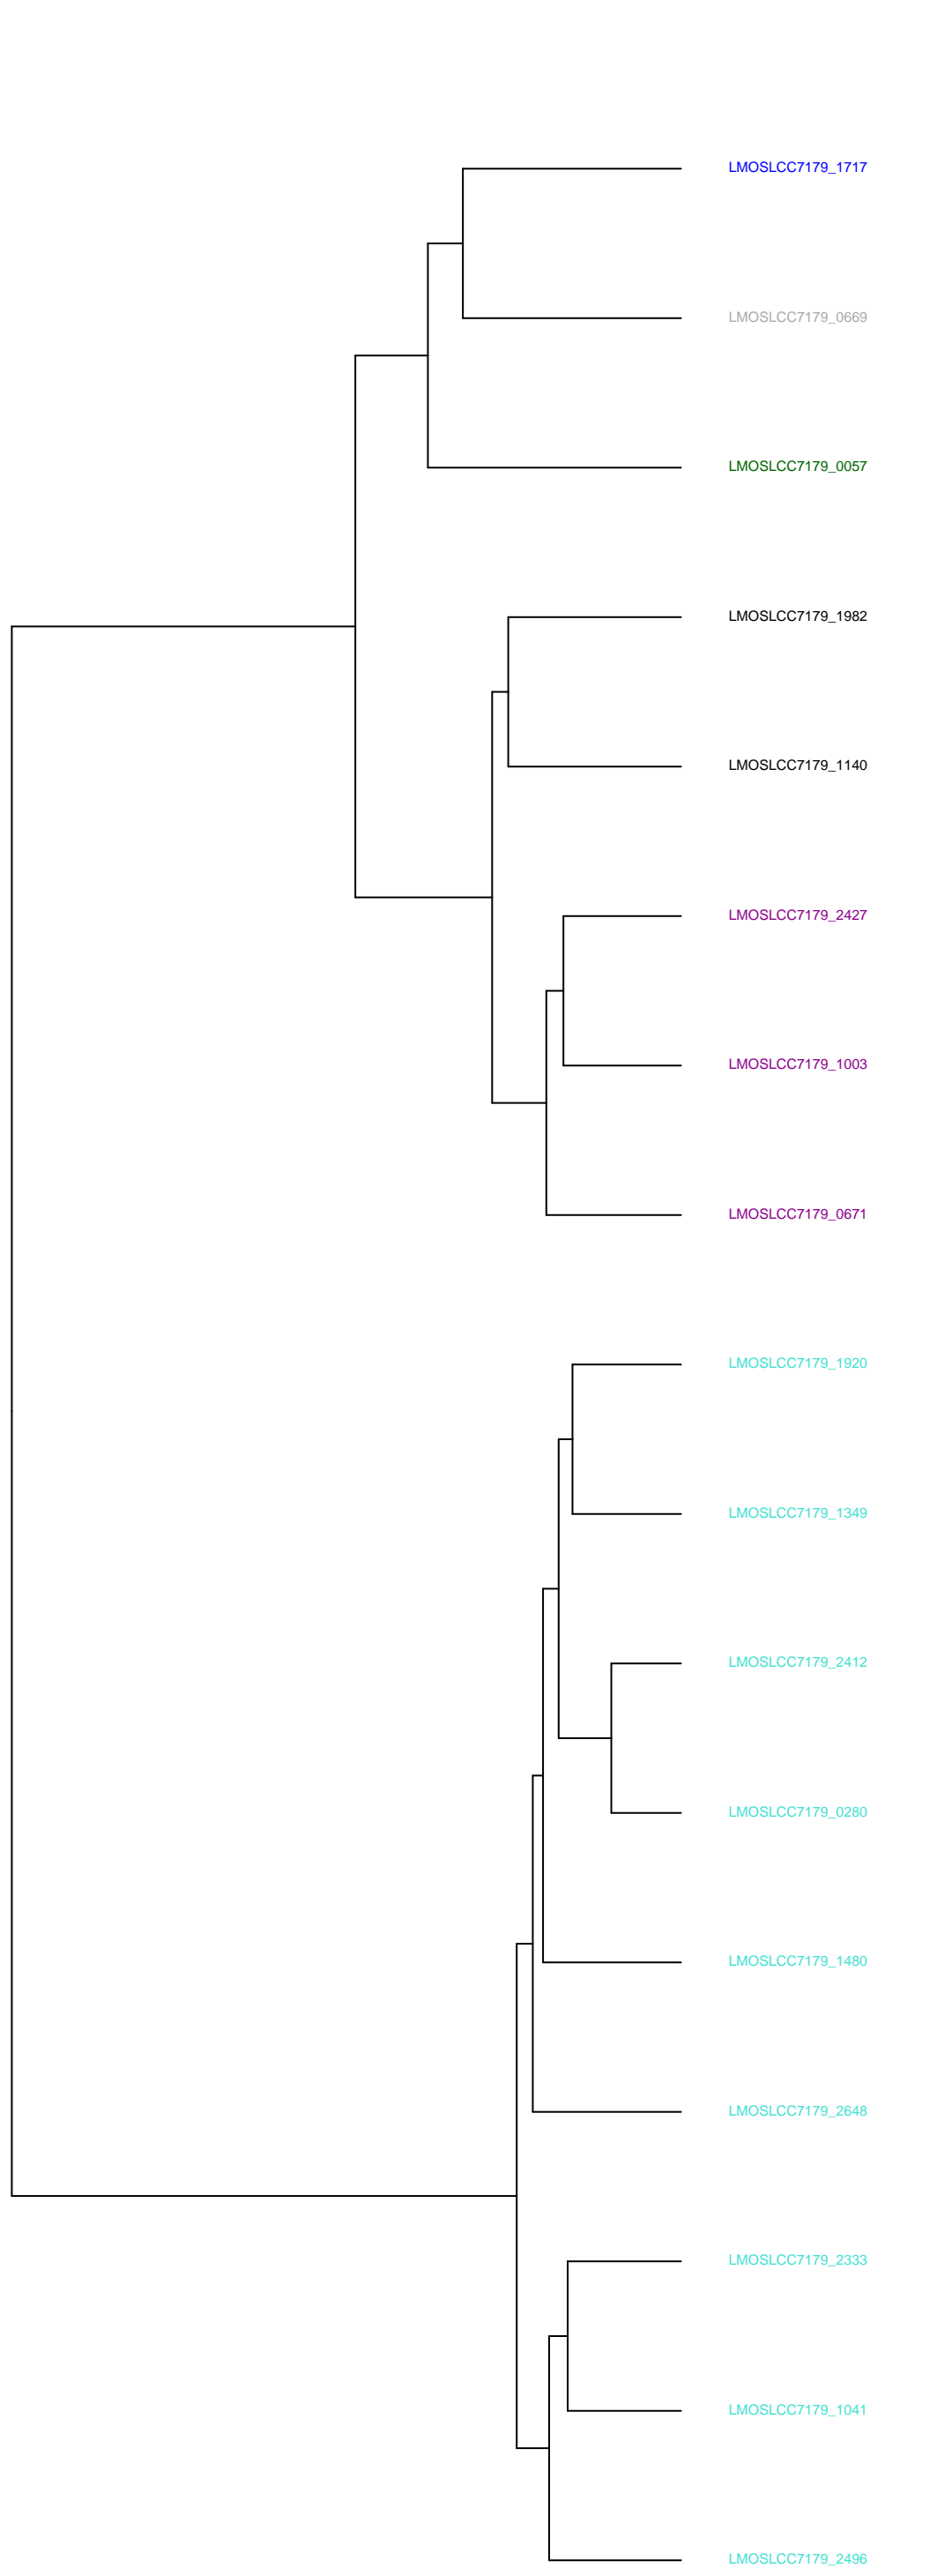 LMOSLCC7179_1717
LMOSLCC7179_0669
LMOSLCC7179_0057
LMOSLCC7179_1982
LMOSLCC7179_1140
LMOSLCC7179_2427
LMOSLCC7179_1003
LMOSLCC7179_0671
LMOSLCC7179_1920
LMOSLCC7179_1349
LMOSLCC7179_2412
LMOSLCC7179_0280
LMOSLCC7179_1480
LMOSLCC7179_2648
LMOSLCC7179_2333
LMOSLCC7179_1041
LMOSLCC7179_2496